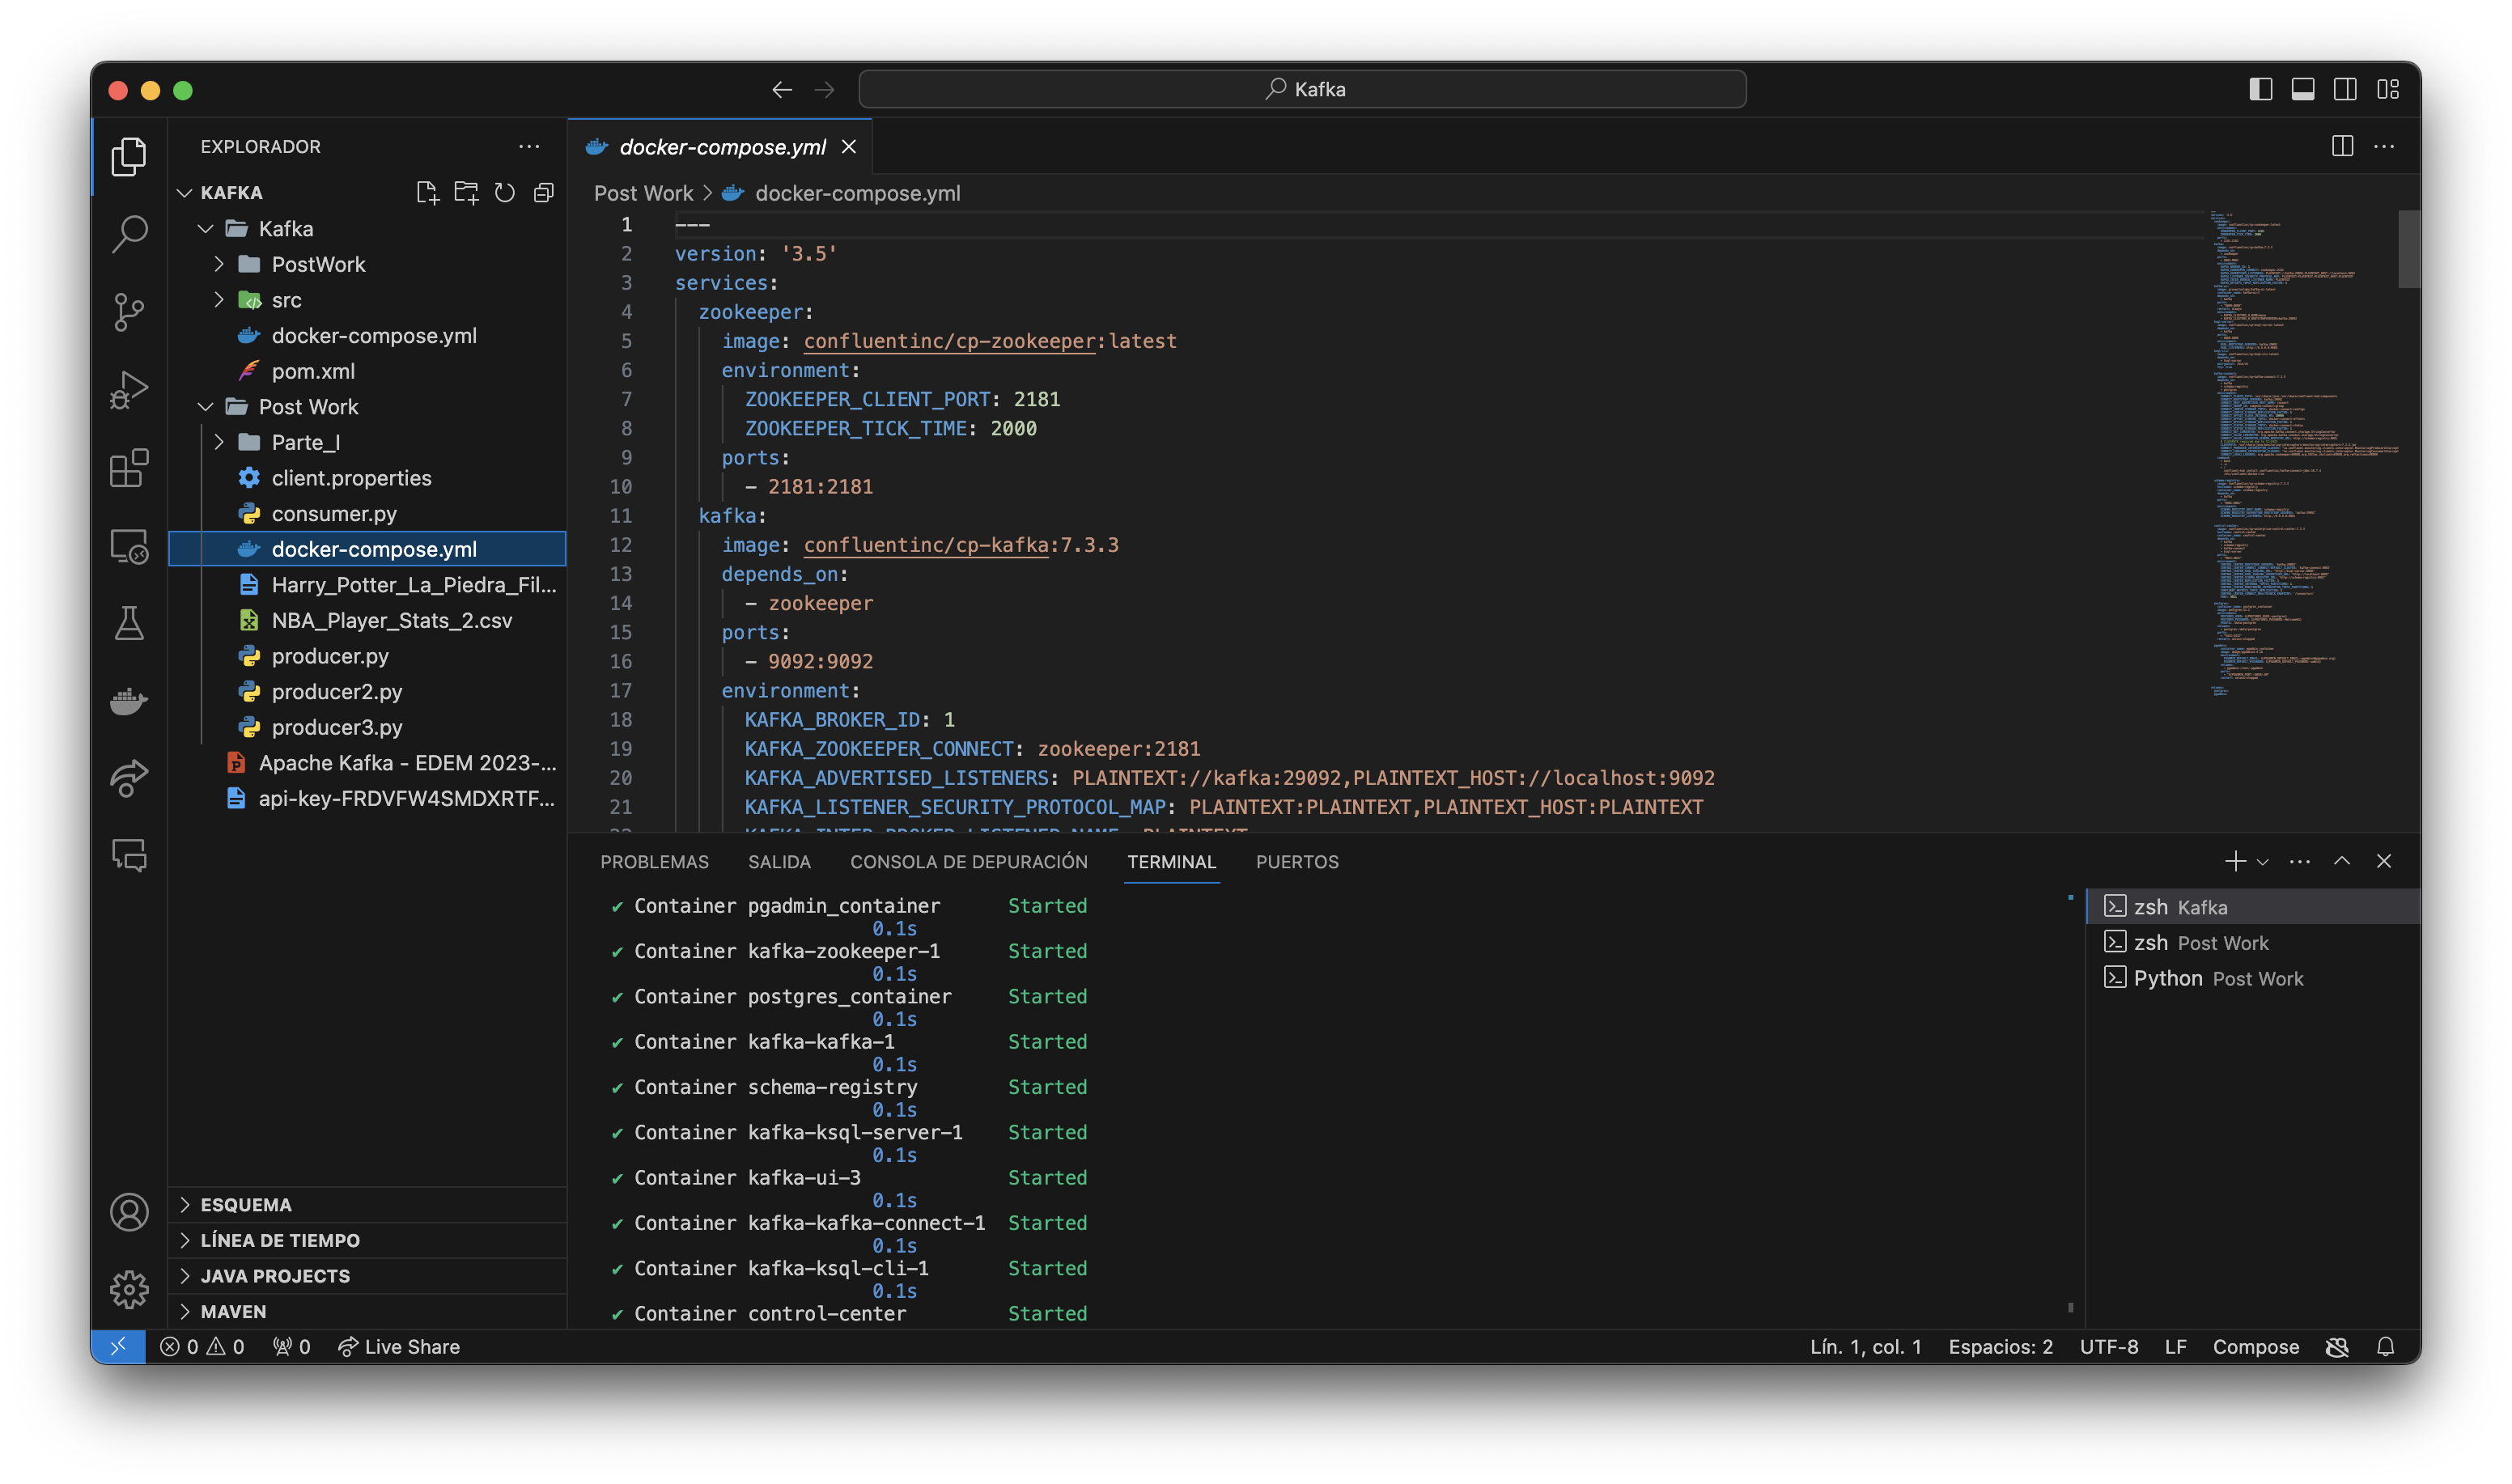 Kafka
EXPLORADOR
KAFKA
Kafka
PostWork
src
docker-compose.yml
pom.xml
Post Work
Parte_I
client.properties
consumer.py
docker-compose.yml
Harry_Potter_La_Piedra_Fil...
NBA_Player_Stats_2.csv
producer.py
producer2.py
producer3.py
Apache Kafka - EDEM 2023-...
api-key-FRDVFW4SMDXRTF...
ESQUEMA
LÍNEA DE TIEMPO
JAVA PROJECTS
MAVEN
docker-compose.yml
Post Work > docker-compose.yml
1 ---
2 version: '3.5'
3 services:
4 zookeeper:
5 image: confluentinc/cp-zookeeper:latest
6 environment:
7 ZOOKEEPER_CLIENT_PORT: 2181
8 ZOOKEEPER_TICK_TIME: 2000
9 ports:
10 - 2181:2181
11 kafka:
12 image: confluentinc/cp-kafka:7.3.3
13 depends_on:
14 - zookeeper
15 ports:
16 - 9092:9092
17 environment:
18 KAFKA_BROKER_ID: 1
19 KAFKA_ZOOKEEPER_CONNECT: zookeeper:2181
20 KAFKA_ADVERTISED_LISTENERS: PLAINTEXT://kafka:29092,PLAINTEXT_HOST://localhost:9092
21 KAFKA_LISTENER_SECURITY_PROTOCOL_MAP: PLAINTEXT:PLAINTEXT,PLAINTEXT_HOST:PLAINTEXT
22 KAFKA_INTER_BROKER_LISTENER_NAME: PLAINTEXT
PROBLEMAS SALIDA CONSOLA DE DEPURACIÓN TERMINAL PUERTOS
✔ Container pgadmin_container Started
0.1s
✔ Container kafka-zookeeper-1 Started
0.1s
✔ Container postgres_container Started
0.1s
✔ Container kafka-kafka-1 Started
0.1s
✔ Container schema-registry Started
0.1s
✔ Container kafka-ksql-server-1 Started
0.1s
✔ Container kafka-ui-3 Started
0.1s
✔ Container kafka-kafka-connect-1 Started
0.1s
✔ Container kafka-ksql-cli-1 Started
0.1s
✔ Container control-center Started
zsh Kafka
zsh Post Work
Python Post Work
0 0 0 Live Share
Lín. 1, col. 1 Espacios: 2 UTF-8 LF Compose